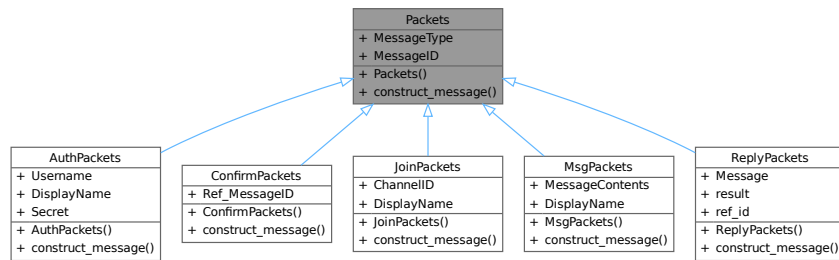 Packets
+ MessageType
+ MessageID
+ Packets()
+ construct_message()
AuthPackets
+ Username
+ DisplayName
+ Secret
+ AuthPackets()
+ construct_message()
ConfirmPackets
+ Ref_MessageID
+ ConfirmPackets()
+ construct_message()
JoinPackets
+ ChannelID
+ DisplayName
+ JoinPackets()
+ construct_message()
MsgPackets
+ MessageContents
+ DisplayName
+ MsgPackets()
+ construct_message()
ReplyPackets
+ Message
+ result
+ ref_id
+ ReplyPackets()
+ construct_message()